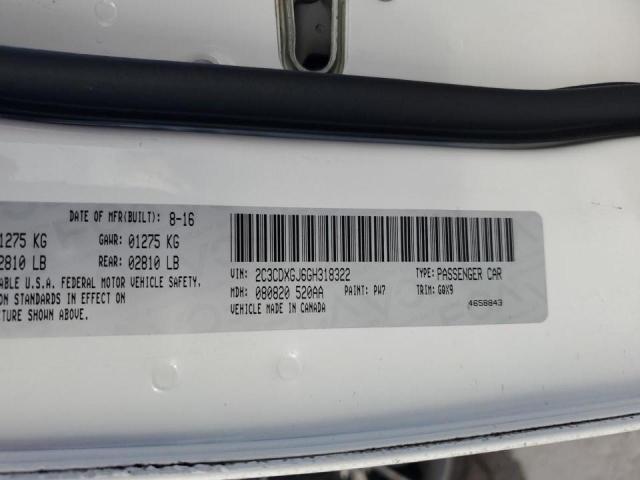 DATE OF MFR(BUILT): 8-16
1275 KG GAWR: 01275 KG
2810 LB REAR: 02810 LB
ABLE U.S.A. FEDERAL MOTOR VEHICLE SAFETY,
ON STANDARDS IN EFFECT ON
CTURE SHOWN ABOVE.
VIN: 2C3CDXGJ6GH318322 TYPE: PASSENGER CAR
MDH: 080820 520AA PAINT: PW7 TRIM: GQX9
VEHICLE MADE IN CANADA 4658843